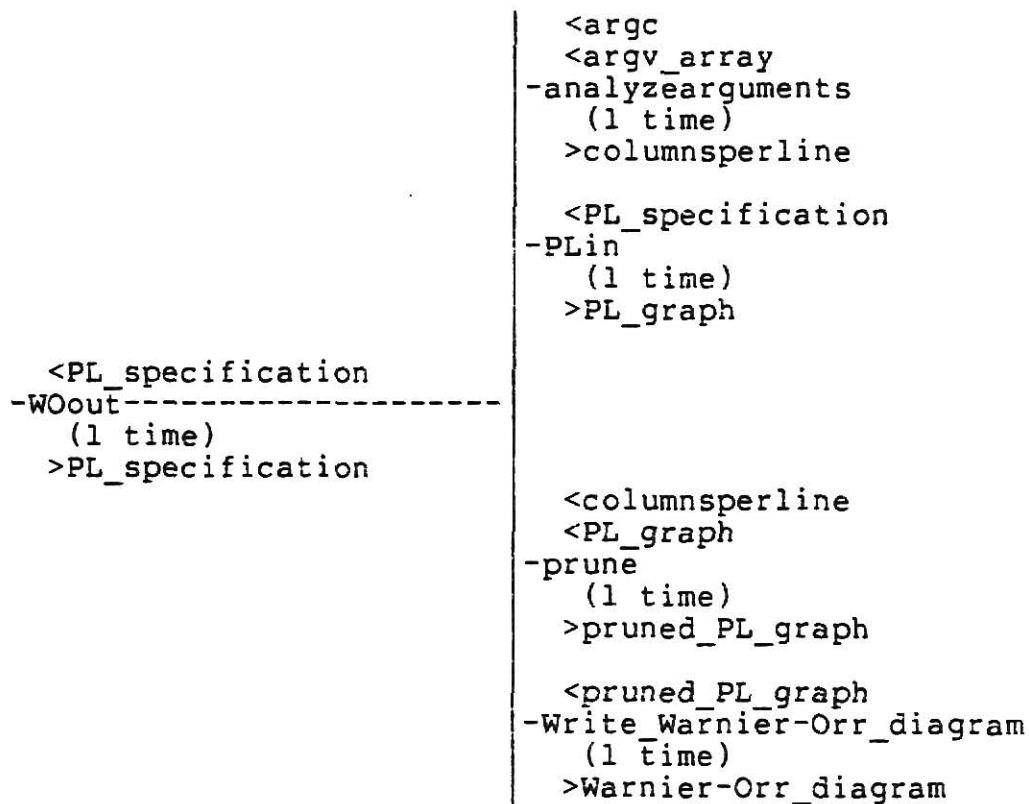 <argc
<argv_array
-analyzearguments
(1 time)
>columnsperline
<PL_specification
-PLin
(1 time)
>PL_graph
<PL_specification
-WOout--------------------
(1 time)
>PL_specification
<columnsperline
<PL_graph
-prune
(1 time)
>pruned_PL_graph
<pruned_PL_graph
-Write_Warnier-Orr_diagram
(1 time)
>Warnier-Orr_diagram